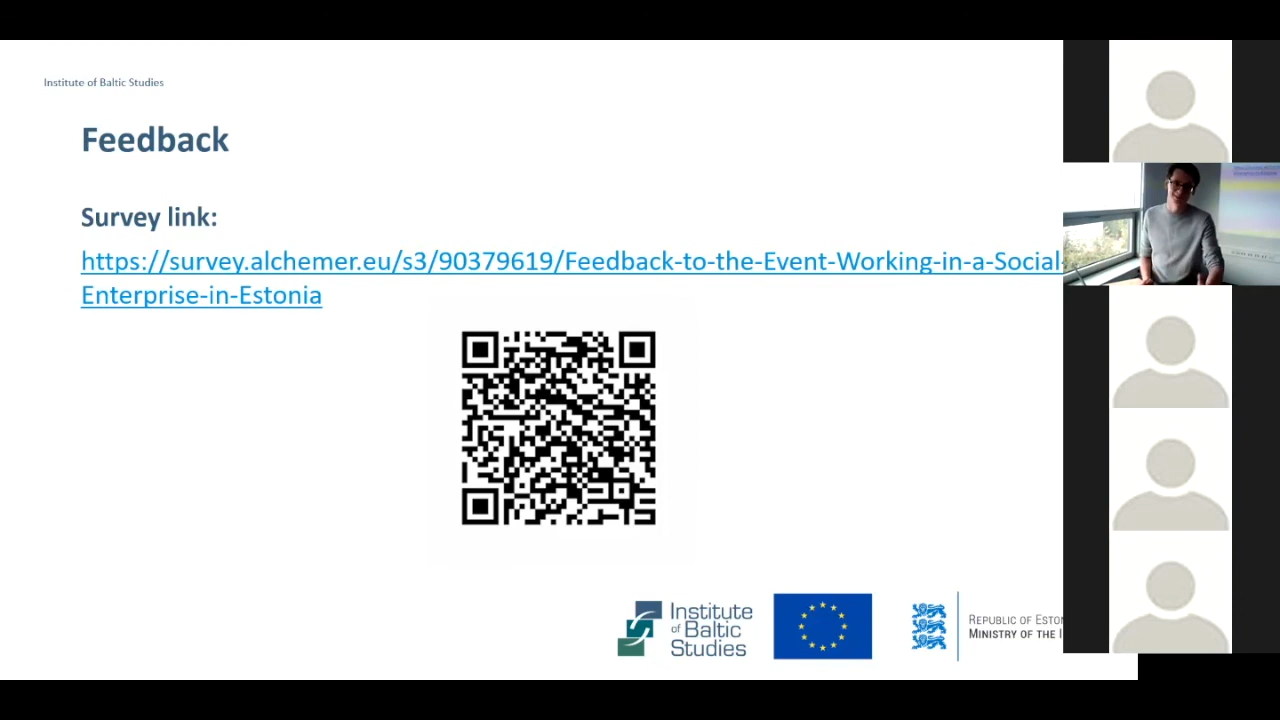 Institute of Baltic Studies
Feedback
Survey link:
https://survey.alchemer.eu/s3/90379619/Feedback-to-the-Event-Working-in-a-Social-
Enterprise-in-Estonia
Institute
of Baltic
Studies
REPUBLIC OF
MINISTRY OF THE